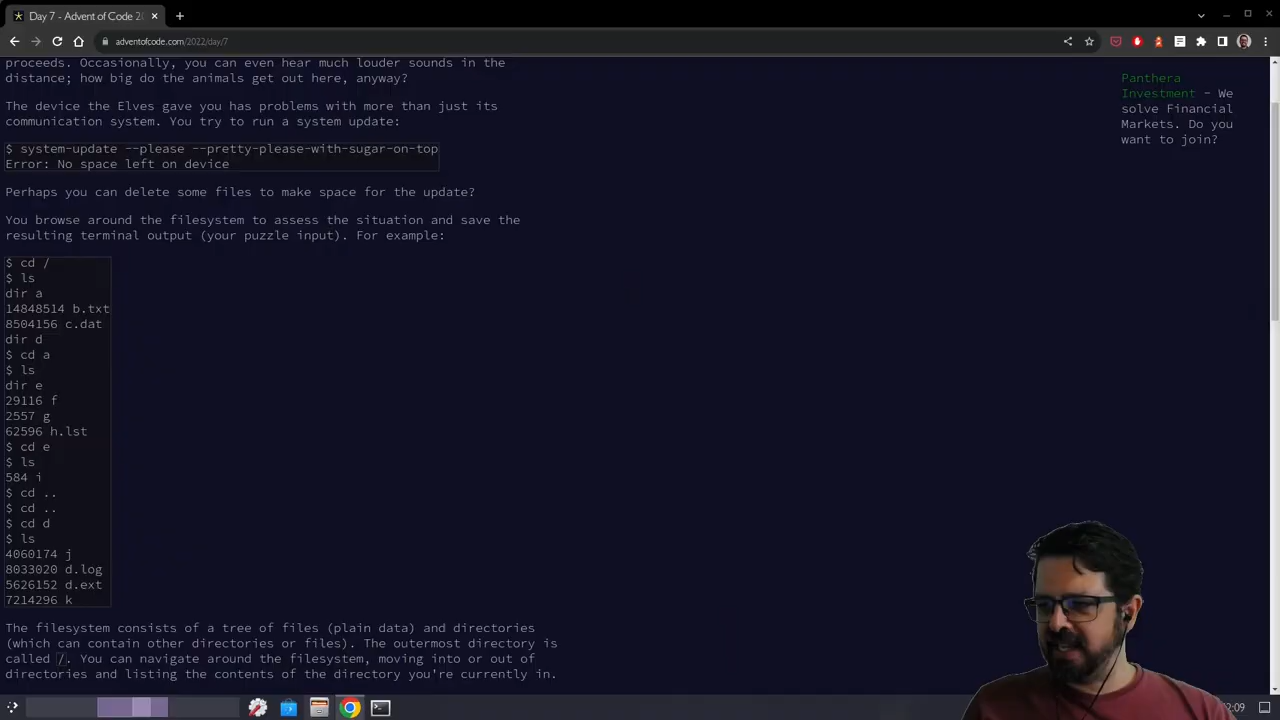 Day 7 - Advent of Code 20
adventofcode.com/2022/day/7
proceeds. Occasionally, you can even hear much louder sounds in the
distance; how big do the animals get out here, anyway?
The device the Elves gave you has problems with more than just its
communication system. You try to run a system update:
$ system-update --please --pretty-please-with-sugar-on-top
Error: No space left on device
Perhaps you can delete some files to make space for the update?
You browse around the filesystem to assess the situation and save the
resulting terminal output (your puzzle input). For example:
$ cd /
$ ls
dir a
14848514 b.txt
8504156 c.dat
dir d
$ cd a
$ ls
dir e
29116 f
2557 g
62596 h.lst
$ cd e
$ ls
584 i
$ cd ..
$ cd ..
$ cd d
$ ls
4060174 j
8033020 d.log
5626152 d.ext
7214296 k
The filesystem consists of a tree of files (plain data) and directories
(which can contain other directories or files). The outermost directory is
called /. You can navigate around the filesystem, moving into or out of
directories and listing the contents of the directory you're currently in.
Panthera
Investment - We
solve Financial
Markets. Do you
want to join?
2:09